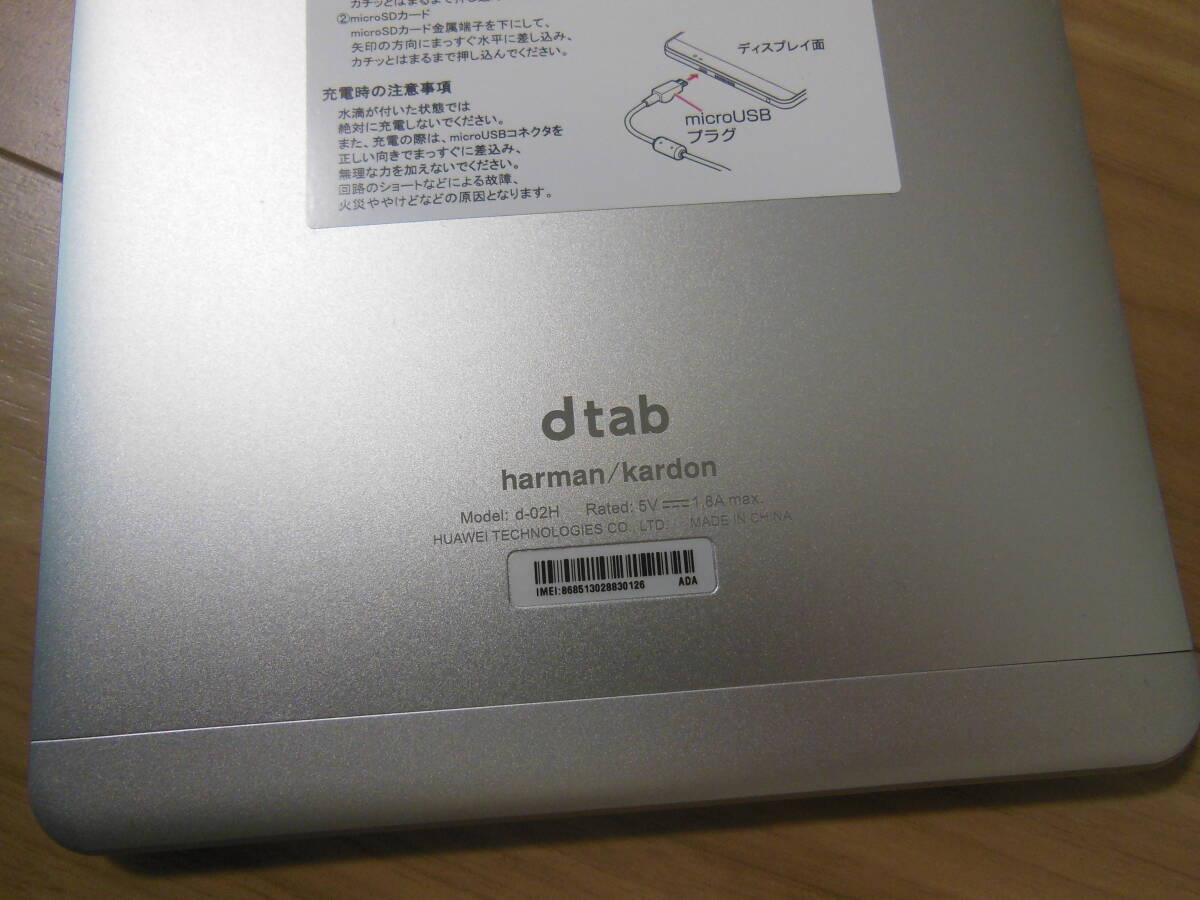 カチッとはまるまで押し込
②microSDカード
microSDカード金属端子を下にして、
矢印の方向にまっすぐ水平に差し込み、
カチッとはまるまで押し込んでください。
充電時の注意事項
水滴が付いた状態では
絶対に充電しないでください。
また、充電の際は、microUSBコネクタを
正しい向きでまっすぐに差込み、
無理な力を加えないでください。
回路のショートなどによる故障、
火災ややけどなどの原因となります。
ディスプレイ面
microUSB
プラグ
dtab
harman/kardon
Model: d-02H Rated: 5V⎓1.8A max.
HUAWEI TECHNOLOGIES CO., LTD. MADE IN CHINA
IMEI:868513028830126 ADA